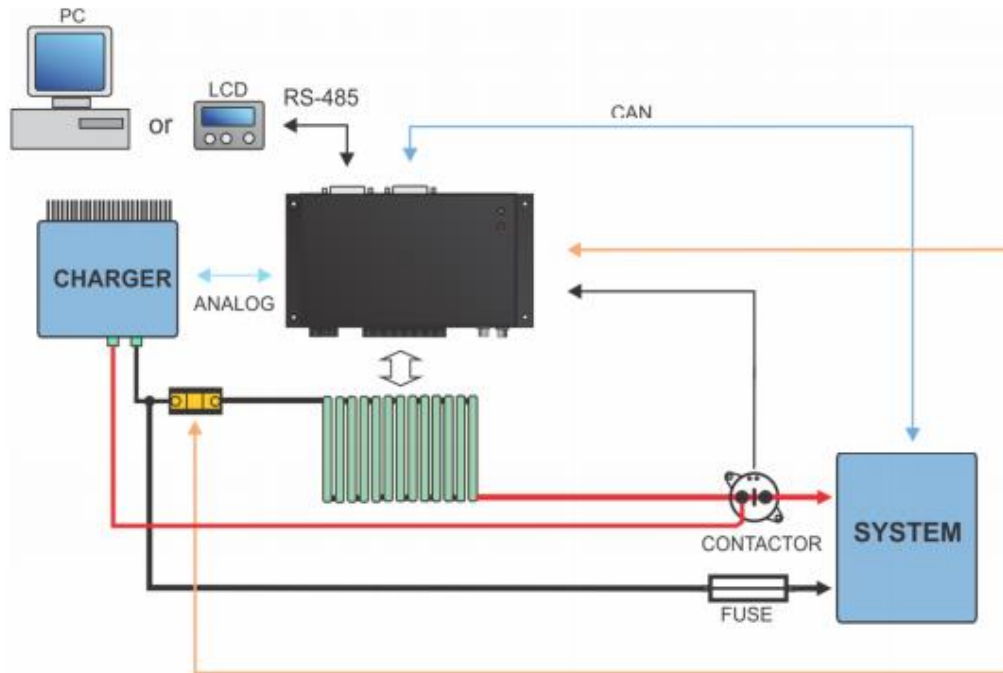 PC
LCD
or
RS-485
CAN
CHARGER
ANALOG
CONTACTOR
SYSTEM
FUSE